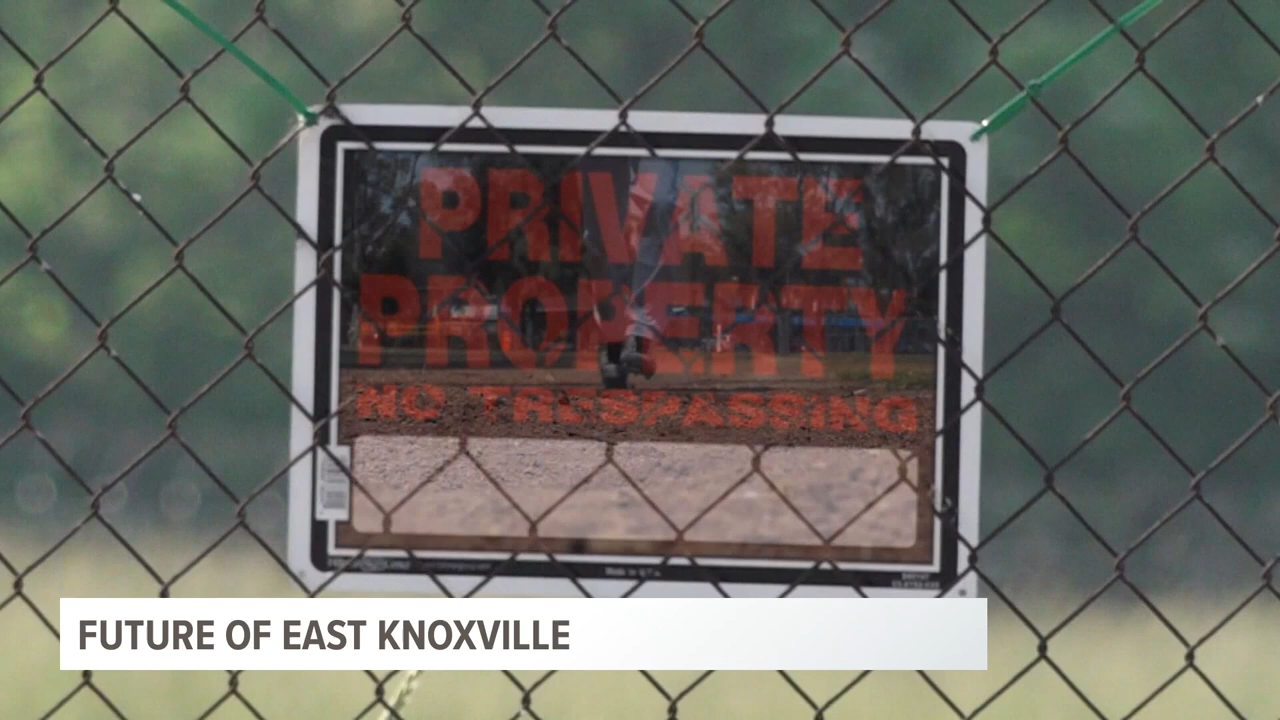 PRIVATE
PROPERTY
NO TRESPASSING
FUTURE OF EAST KNOXVILLE